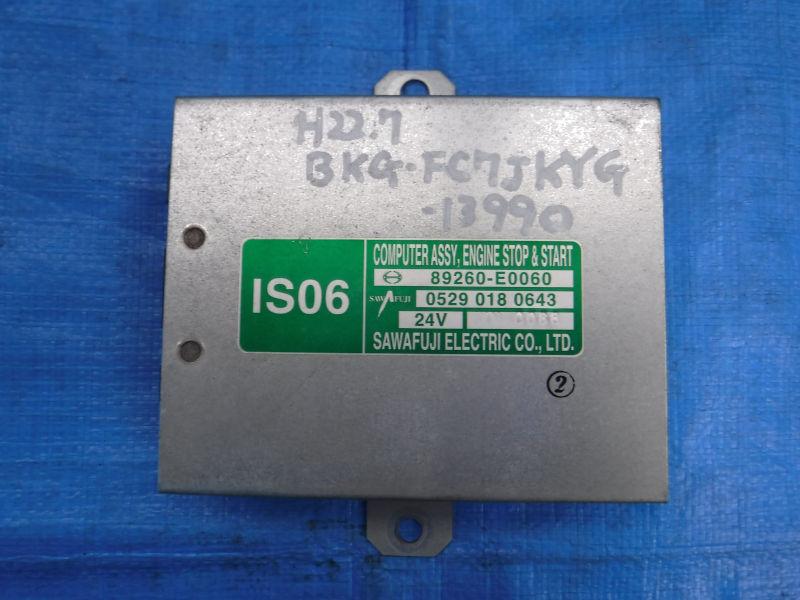 H22.7
BKG-FC7JKYG
-13990
IS06
COMPUTER ASSY, ENGINE STOP & START
89260-E0060
SAWAFUJI 0529 018 0643
24V
SAWAFUJI ELECTRIC CO., LTD.
②